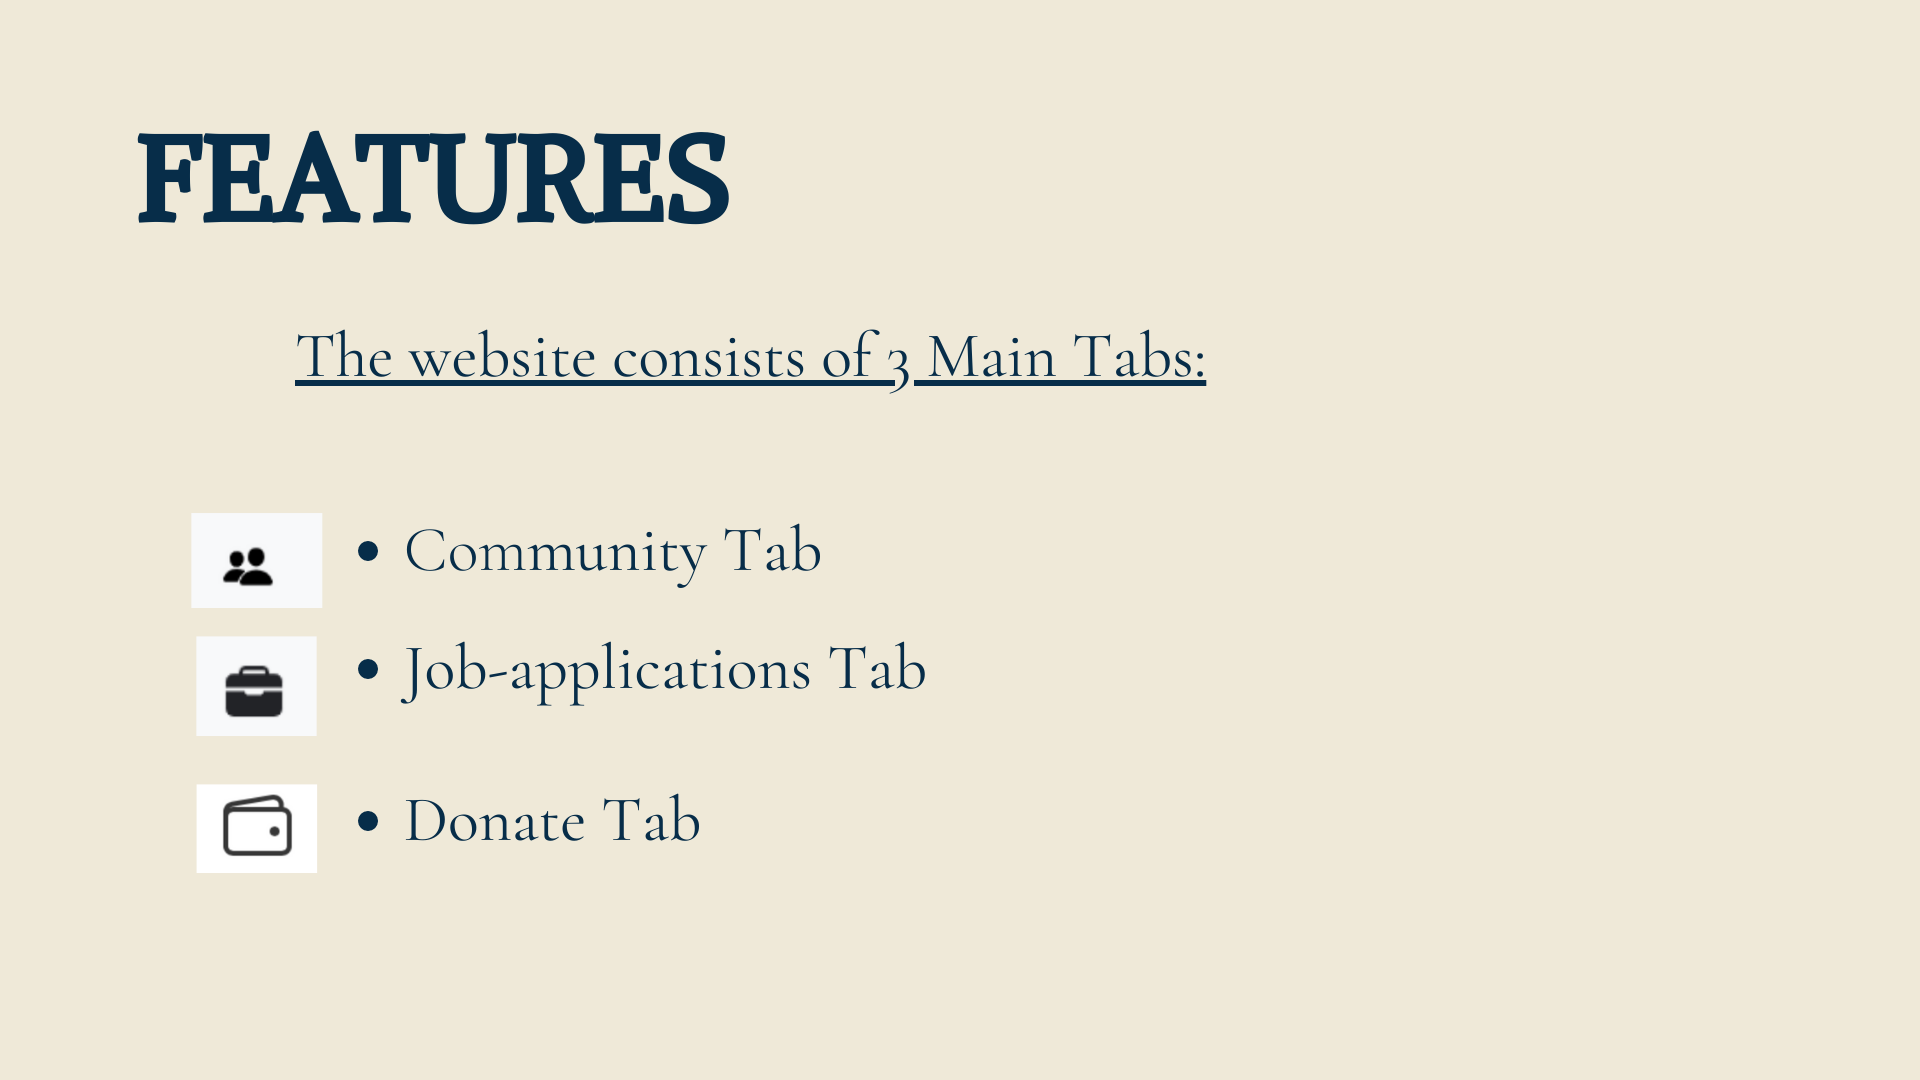 FEATURES
The website consists of 3 Main Tabs:
• Community Tab
• Job-applications Tab
• Donate Tab